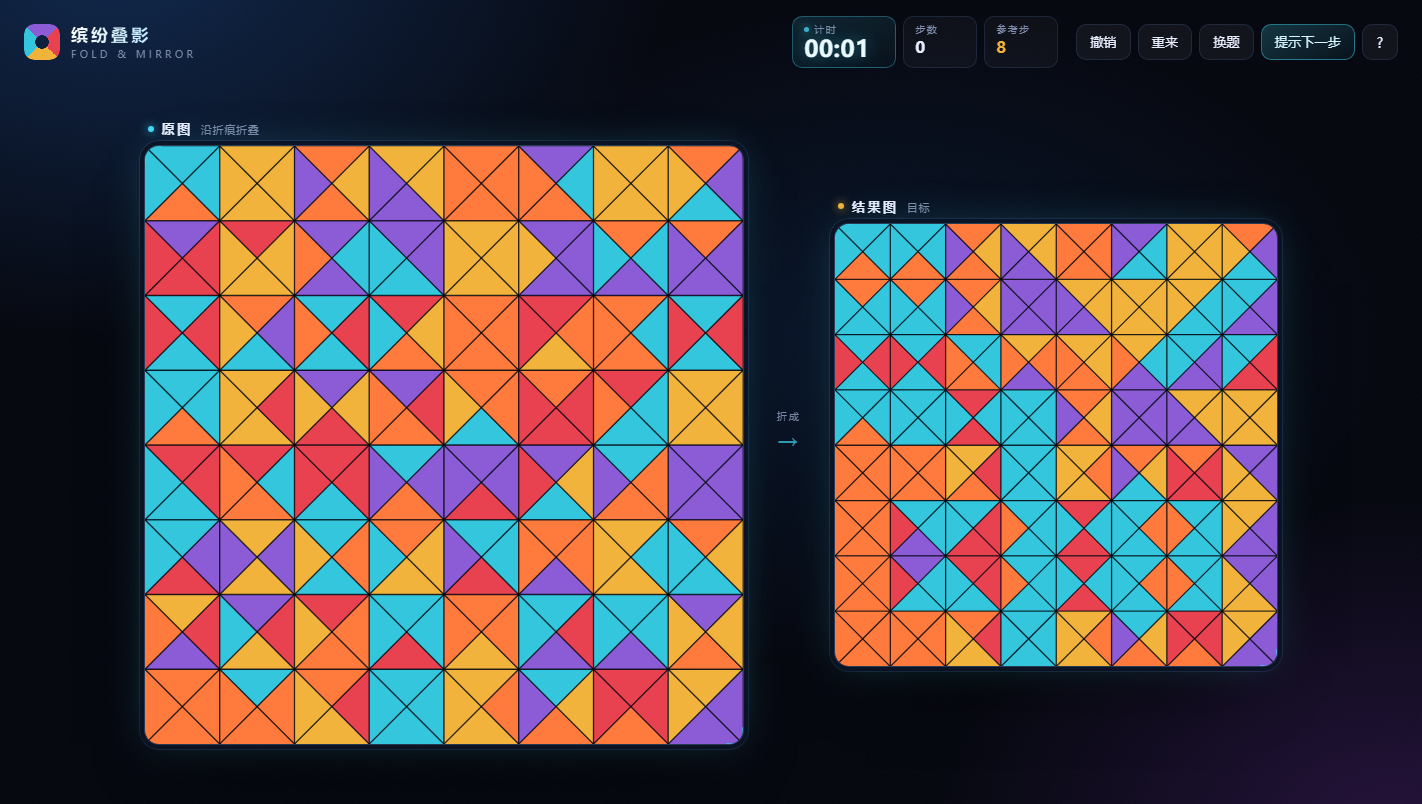 缤纷叠影
FOLD & MIRROR
计时
00:01
步数
0
参考步
8
撤销
重来
换题
提示下一步
?
原图 沿折痕折叠
折成
→
结果图 目标